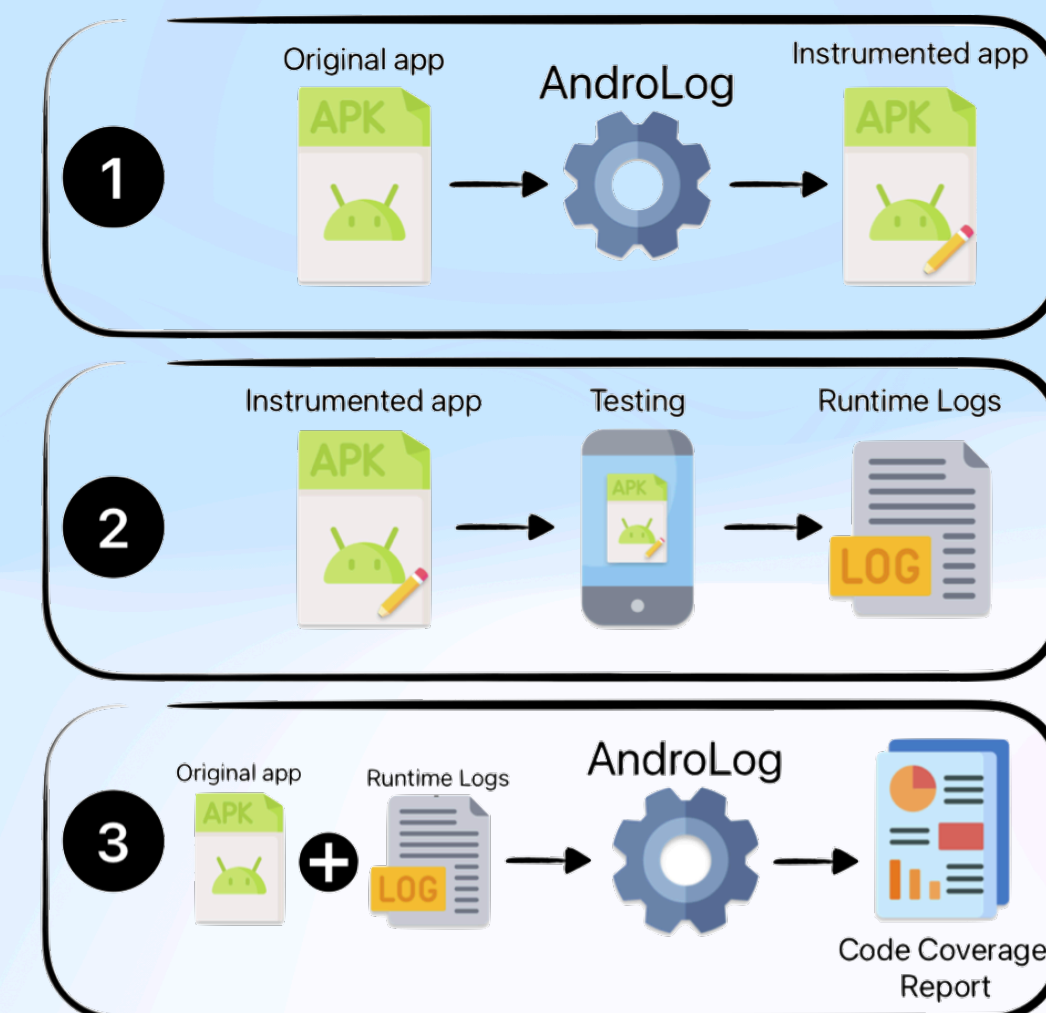 Original app
AndroLog
Instrumented app
APK
APK
1
Instrumented app
Testing
Runtime Logs
APK
APK
LOG
2
Original app
Runtime Logs
AndroLog
APK
LOG
3
Code Coverage
Report